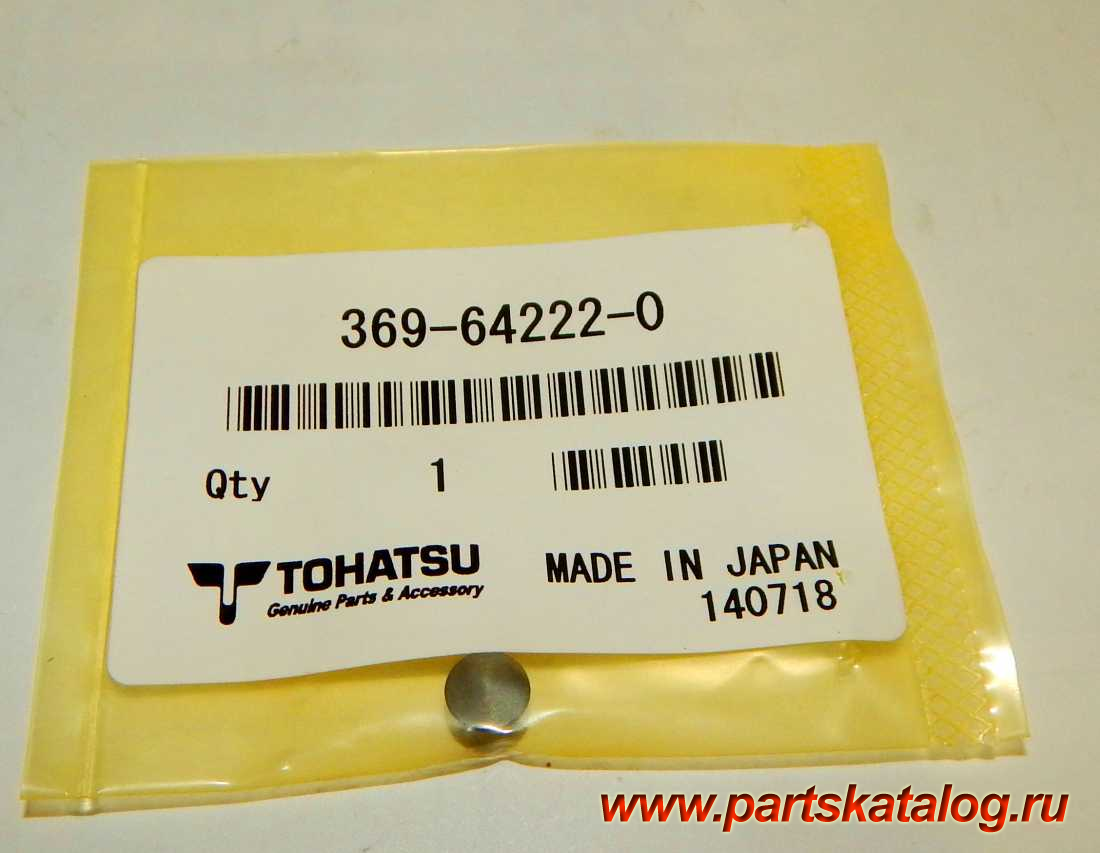 369-64222-0
Qty 1
TOHATSU
Genuine Parts & Accessory
MADE IN JAPAN
140718
www.partskatalog.ru